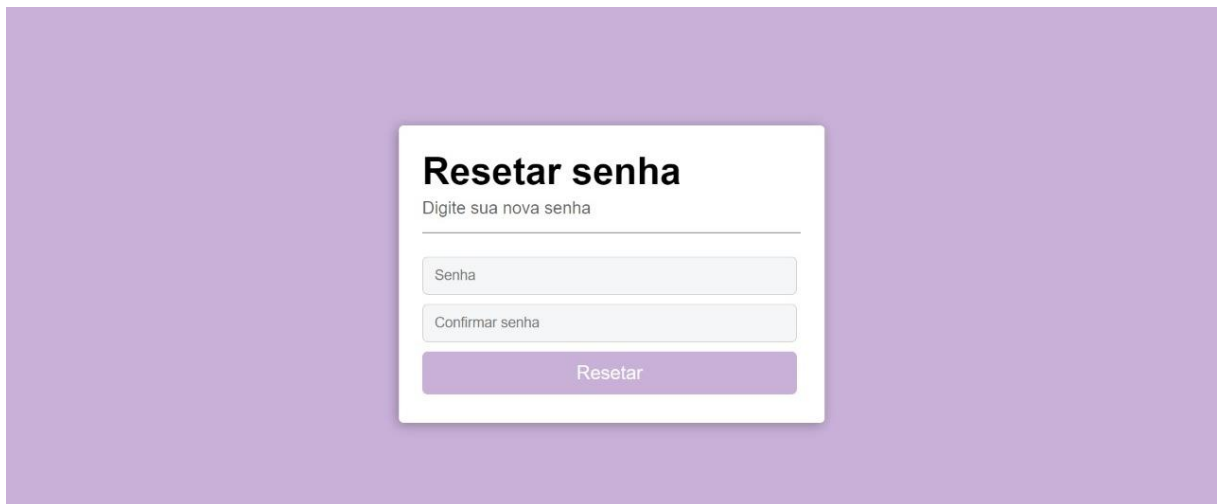 Resetar senha
Digite sua nova senha
Senha
Confirmar senha
Resetar